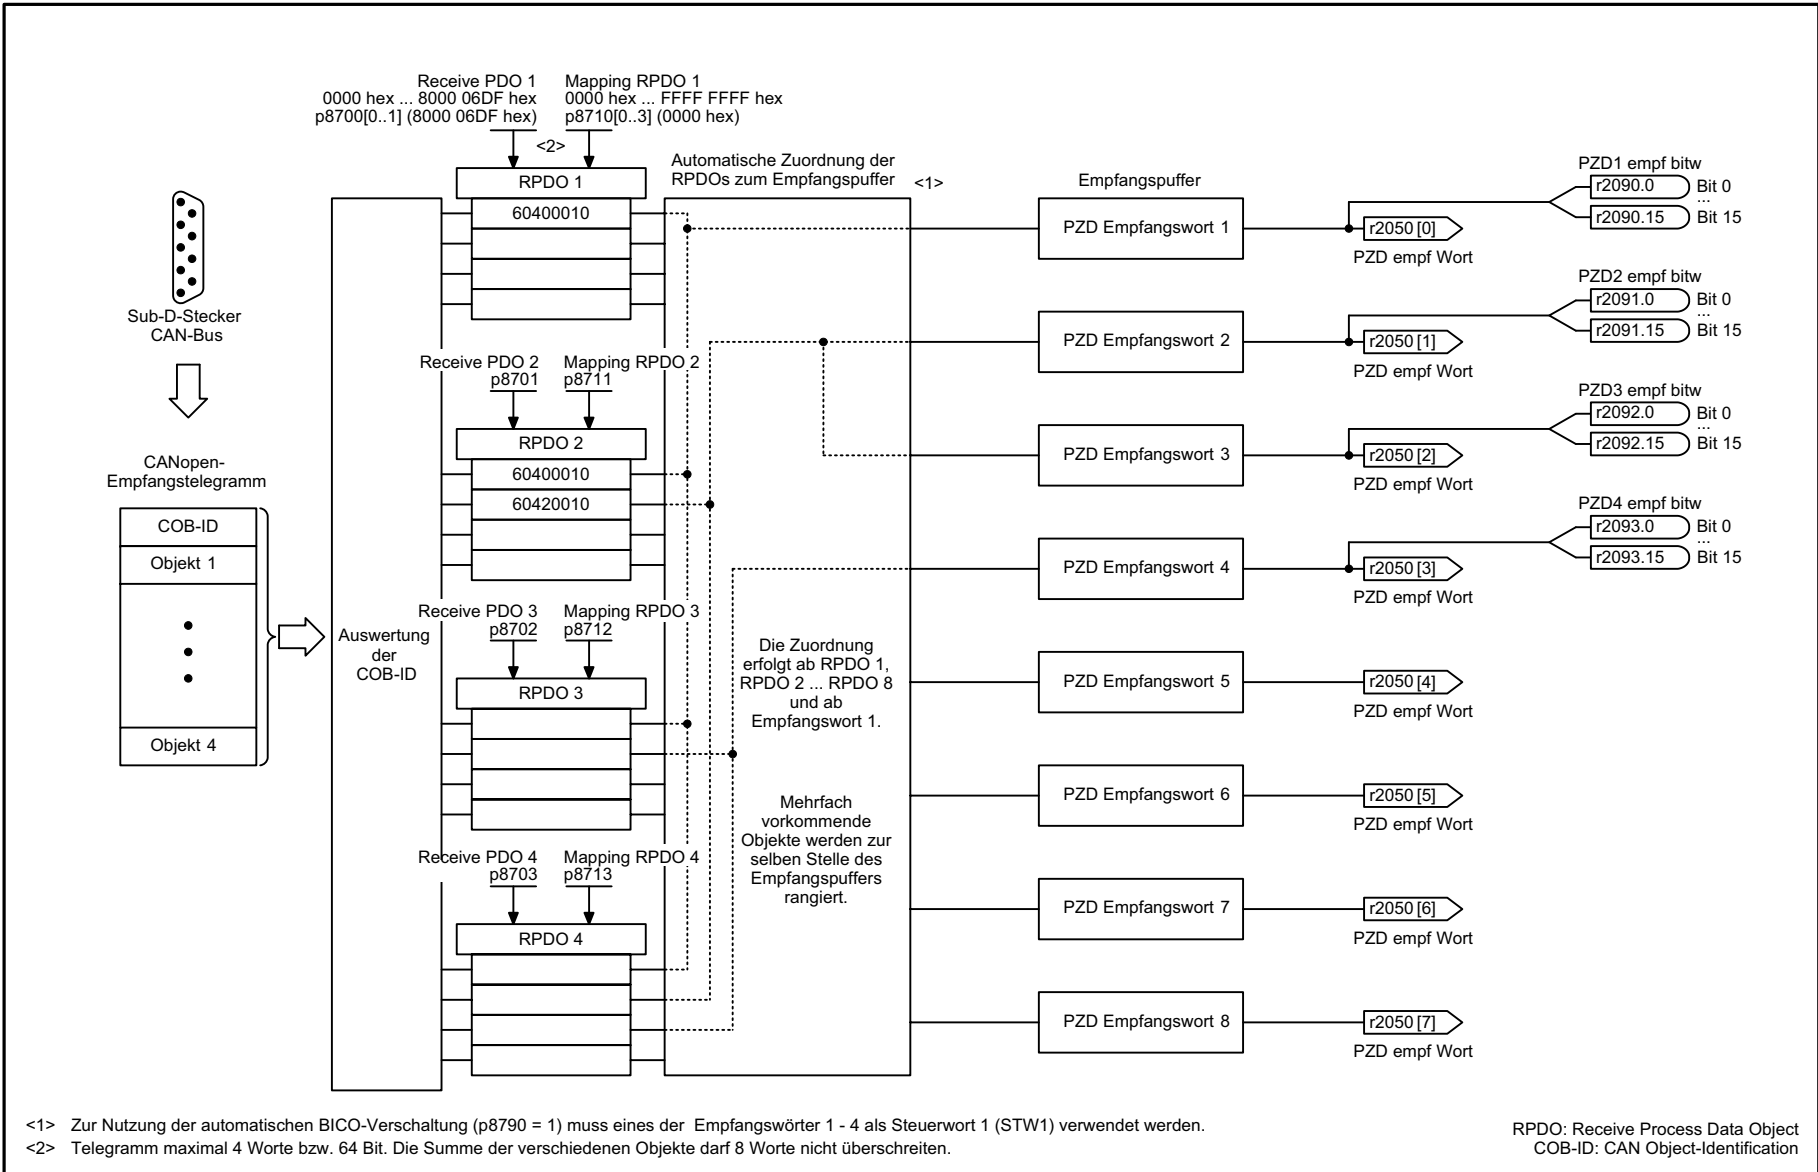 Receive PDO 1
0000 hex ... 8000 06DF hex
p8700[0..1] (8000 06DF hex)
Mapping RPDO 1
0000 hex ... FFFF FFFF hex
p8710[0..3] (0000 hex)
<2>
RPDO 1
60400010
Automatische Zuordnung der
RPDOs zum Empfangspuffer
<1>
Empfangspuffer
PZD Empfangswort 1
r2050 [0]
PZD empf Wort
PZD1 empf bitw
r2090.0 Bit 0
...
r2090.15 Bit 15
Sub-D-Stecker
CAN-Bus
PZD Empfangswort 2
r2050 [1]
PZD empf Wort
PZD2 empf bitw
r2091.0 Bit 0
...
r2091.15 Bit 15
Receive PDO 2
p8701
Mapping RPDO 2
p8711
RPDO 2
60400010
60420010
PZD Empfangswort 3
r2050 [2]
PZD empf Wort
PZD3 empf bitw
r2092.0 Bit 0
...
r2092.15 Bit 15
CANopen-
Empfangstelegramm
COB-ID
Objekt 1
Objekt 4
PZD Empfangswort 4
r2050 [3]
PZD empf Wort
PZD4 empf bitw
r2093.0 Bit 0
...
r2093.15 Bit 15
Auswertung
der
COB-ID
Receive PDO 3
p8702
Mapping RPDO 3
p8712
RPDO 3
Die Zuordnung
erfolgt ab RPDO 1,
RPDO 2 ... RPDO 8
und ab
Empfangswort 1.
PZD Empfangswort 5
r2050 [4]
PZD empf Wort
Mehrfach
vorkommende
Objekte werden zur
selben Stelle des
Empfangspuffers
rangiert.
PZD Empfangswort 6
r2050 [5]
PZD empf Wort
Receive PDO 4
p8703
Mapping RPDO 4
p8713
RPDO 4
PZD Empfangswort 7
r2050 [6]
PZD empf Wort
PZD Empfangswort 8
r2050 [7]
PZD empf Wort
<1> Zur Nutzung der automatischen BICO-Verschaltung (p8790 = 1) muss eines der Empfangswörter 1 - 4 als Steuerwort 1 (STW1) verwendet werden.
<2> Telegramm maximal 4 Worte bzw. 64 Bit. Die Summe der verschiedenen Objekte darf 8 Worte nicht überschreiten.
RPDO: Receive Process Data Object
COB-ID: CAN Object-Identification